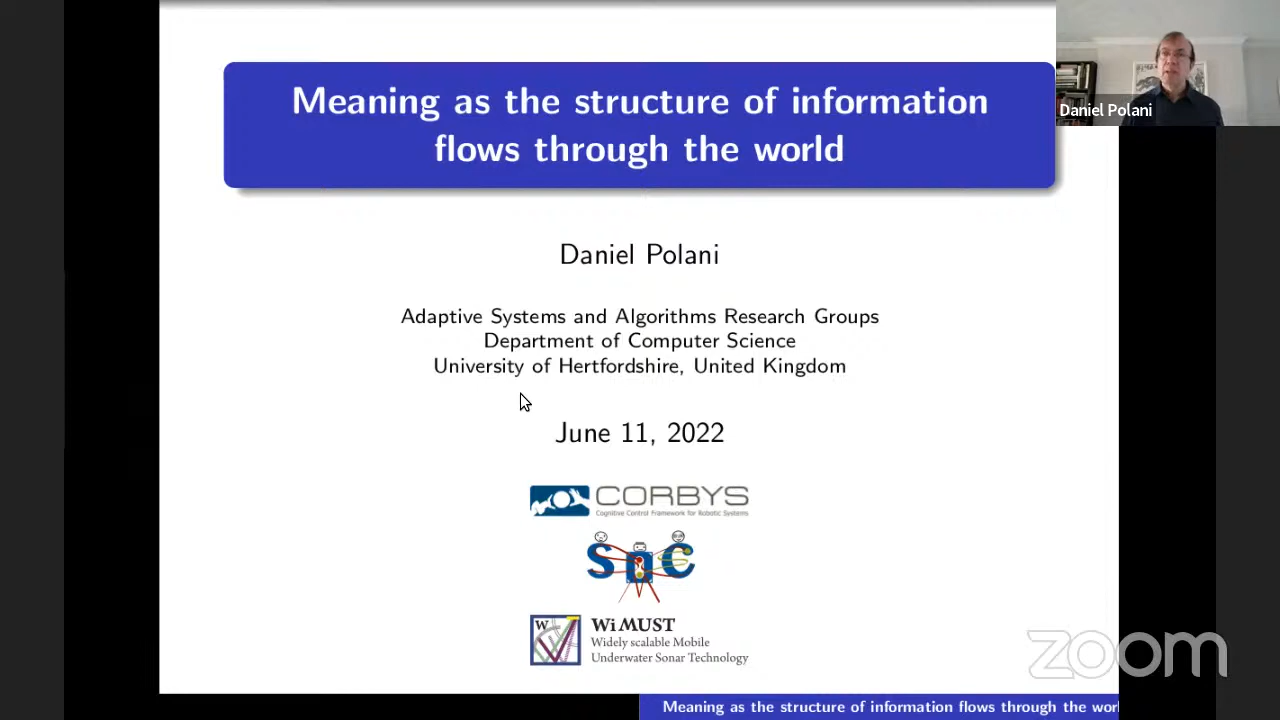 Meaning as the structure of information
flows through the world
Daniel Polani
Daniel Polani
Adaptive Systems and Algorithms Research Groups
Department of Computer Science
University of Hertfordshire, United Kingdom
June 11, 2022
CORBYS
Cognitive Control Framework for Robotic Systems
SnC
W
WiMUST
Widely scalable Mobile
Underwater Sonar Technology
zoom
Meaning as the structure of information flows through the wor